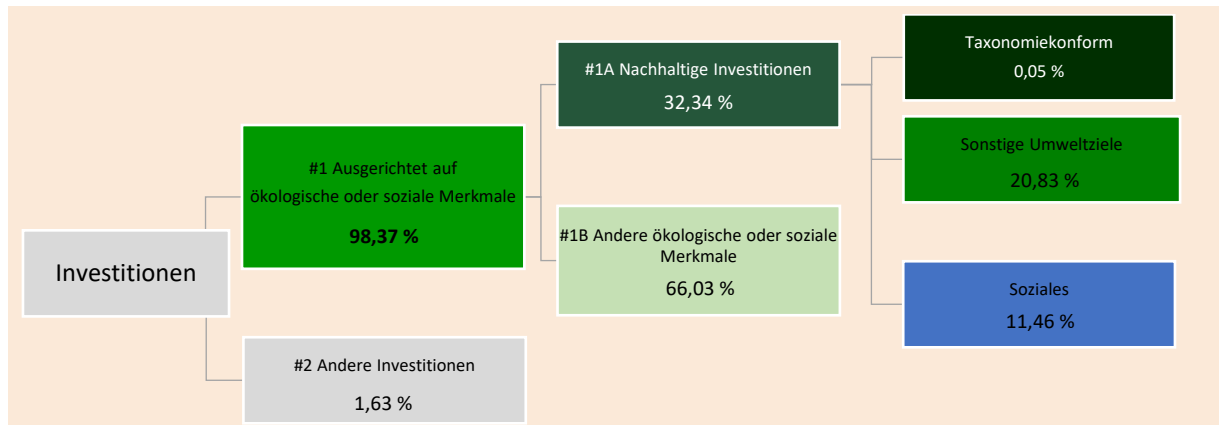 Investitionen
#1 Ausgerichtet auf
ökologische oder soziale Merkmale
98,37 %
#2 Andere Investitionen
1,63 %
#1A Nachhaltige Investitionen
32,34 %
#1B Andere ökologische oder soziale
Merkmale
66,03 %
Taxonomiekonform
0,05 %
Sonstige Umweltziele
20,83 %
Soziales
11,46 %